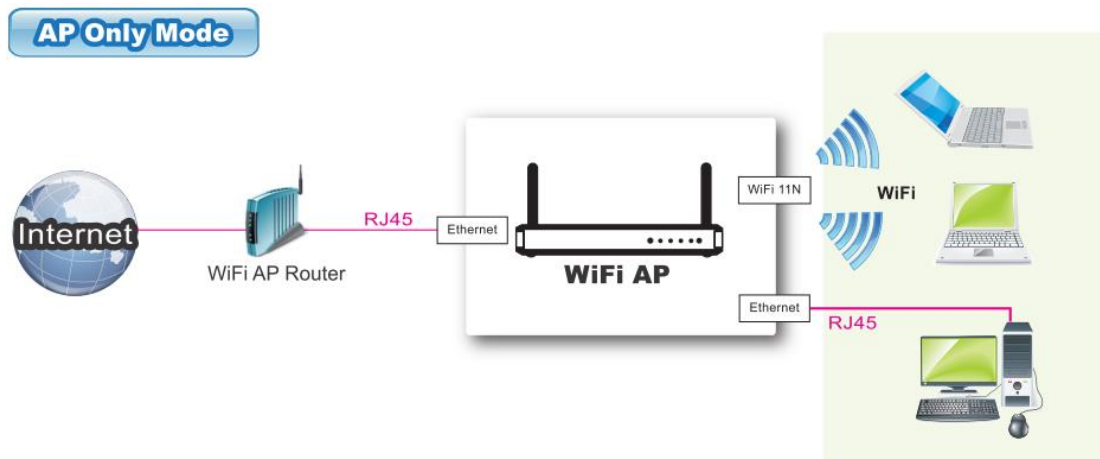 AP Only Mode
Internet
WiFi AP Router
RJ45
Ethernet
WiFi AP
WiFi 11N
WiFi
Ethernet
RJ45